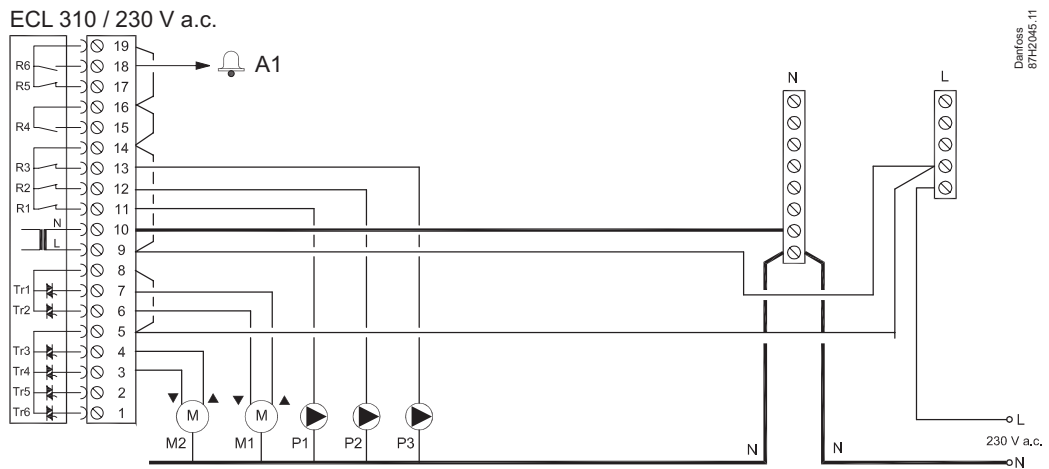 ECL 310 / 230 V a.c.
Danfoss
87H2045.11
19
R6 18 A1
R5 17
16
R4 15
14
R3 13
R2 12
R1 11
N 10
L 9
8
Tr1 7
Tr2 6
5
Tr3 4
Tr4 3
Tr5 2
Tr6 1
N
L
M M
M2 M1 P1 P2 P3
N N
L
230 V a.c.
N